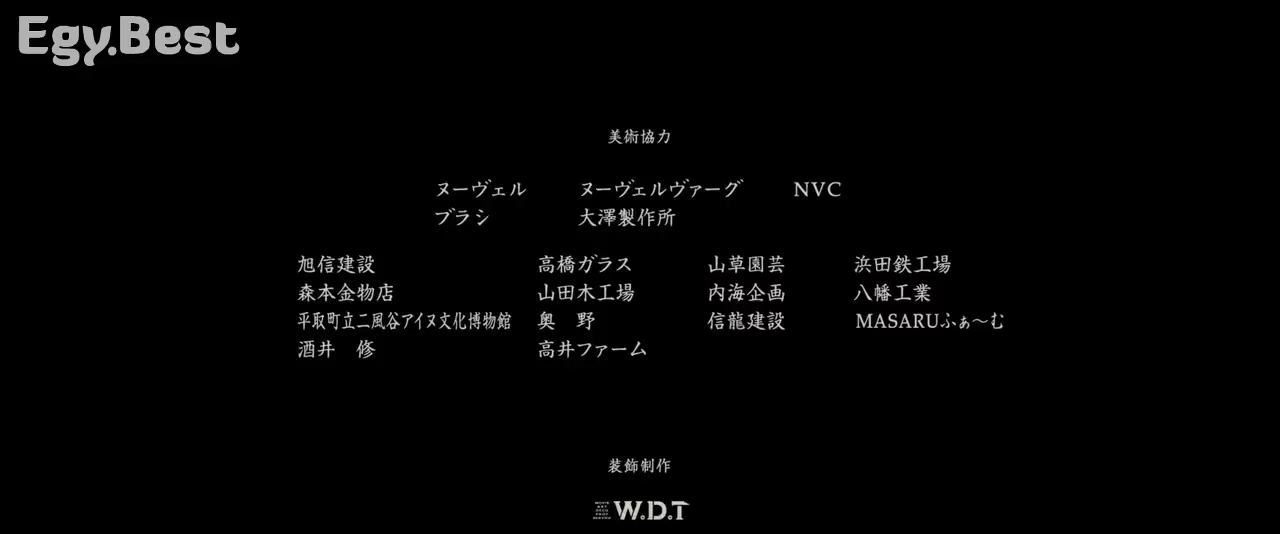 Egy.Best
美術協力
ヌーヴェル ヌーヴェルヴァーグ NVC
ブラシ 大澤製作所
旭信建設 高橋ガラス 山草園芸 浜田鉄工場
森本金物店 山田木工場 内海企画 八幡工業
平取町立二風谷アイヌ文化博物館 奥　野 信龍建設 MASARUふぁ〜む
酒井　修 高井ファーム
装飾制作
W.D.T